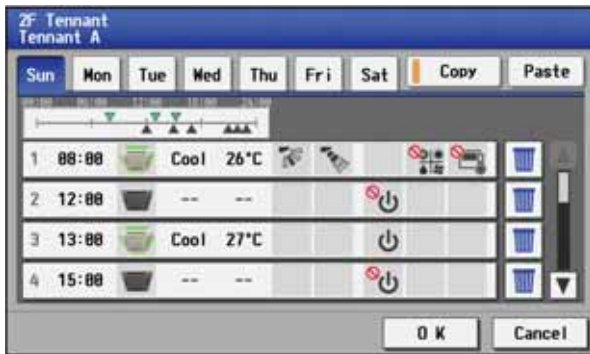 2F Tennant
Tennant A
Sun Mon Tue Wed Thu Fri Sat Copy Paste
1 08:00 Cool 26°C
2 12:00 -- --
3 13:00 Cool 27°C
4 15:00 -- --
OK Cancel